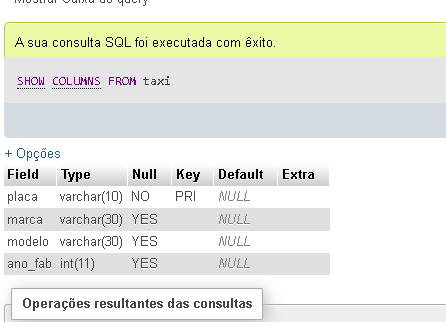 Mostrar Caixa do query
A sua consulta SQL foi executada com êxito.
SHOW COLUMNS FROM taxi
+ Opções
Field Type Null Key Default Extra
placa varchar(10) NO PRI NULL
marca varchar(30) YES NULL
modelo varchar(30) YES NULL
ano_fab int(11) YES NULL
Operações resultantes das consultas